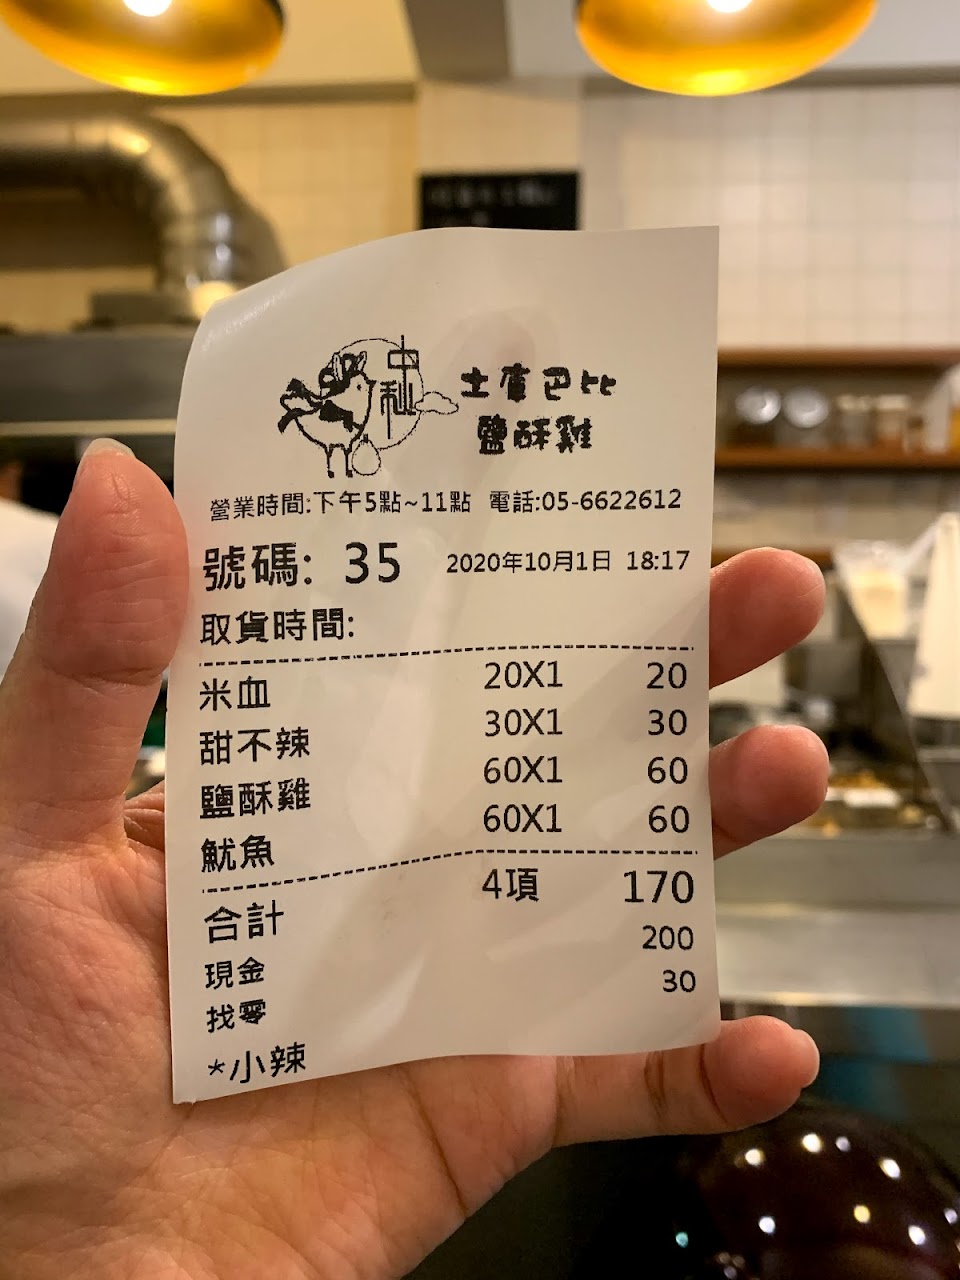 中秋
土庫巴比
鹽酥雞
營業時間:下午5點~11點 電話:05-6622612
號碼: 35 2020年10月1日 18:17
取貨時間:
米血 20X1 20
甜不辣 30X1 30
鹽酥雞 60X1 60
魷魚 60X1 60
合計 4項 170
現金 200
找零 30
*小辣